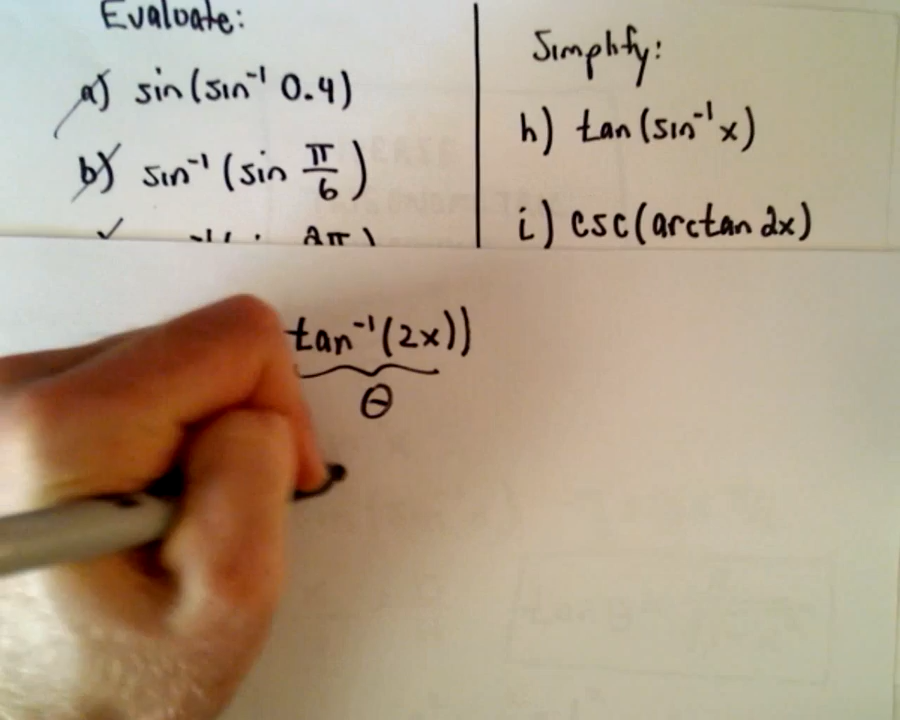 Evaluate:
a) sin(sin⁻¹ 0.4)
b) sin⁻¹(sin π/6)
Simplify:
h) tan(sin⁻¹x)
i) csc(arctan 2x)
tan⁻¹(2x))
θ